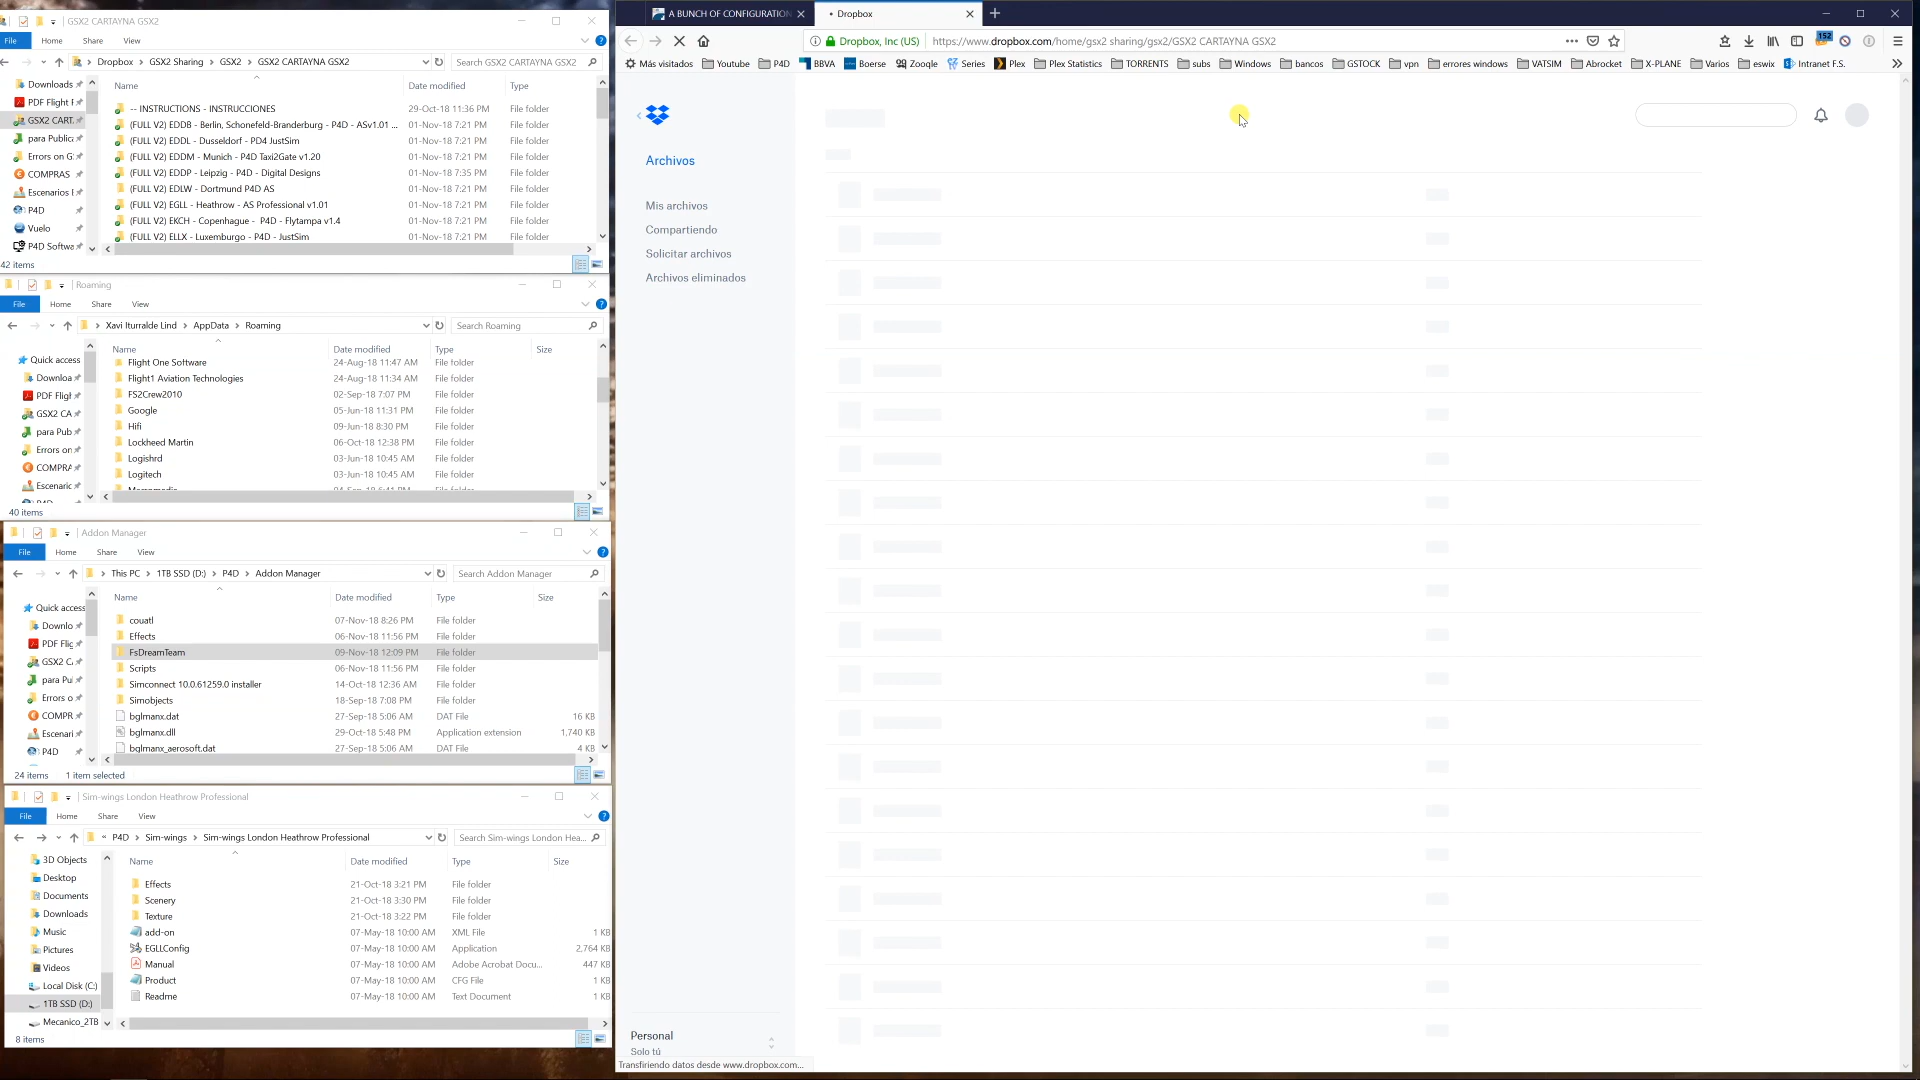 GSX2 CARTAYNA GSX2
File Home Share View
Dropbox GSX2 Sharing GSX2 GSX2 CARTAYNA GSX2
Search GSX2 CARTAYNA GSX2
Name Date modified Type
Downloads
PDF Flight
GSX2 CART.
para Public
Errors on G
COMPRAS
Escenarios
P4D
Vuelo
P4D Softwa
-- INSTRUCTIONS - INSTRUCCIONES 29-Oct-18 11:36 PM File folder
(FULL V2) EDDB - Berlin, Schonefeld-Branderburg - P4D - ASv1.01 ... 01-Nov-18 7:21 PM File folder
(FULL V2) EDDL - Dusseldorf - PD4 JustSim 01-Nov-18 7:21 PM File folder
(FULL V2) EDDM - Munich - P4D Taxi2Gate v1.20 01-Nov-18 7:21 PM File folder
(FULL V2) EDDP - Leipzig - P4D - Digital Designs 01-Nov-18 7:35 PM File folder
(FULL V2) EDLW - Dortmund P4D AS 01-Nov-18 7:21 PM File folder
(FULL V2) EGLL - Heathrow - AS Professional v1.01 01-Nov-18 7:21 PM File folder
(FULL V2) EKCH - Copenhague - P4D - Flytampa v1.4 01-Nov-18 7:21 PM File folder
(FULL V2) ELLX - Luxemburgo - P4D - JustSim 01-Nov-18 7:21 PM File folder
42 items
Roaming
File Home Share View
Xavi Iturralde Lind AppData Roaming
Search Roaming
Name Date modified Type Size
Quick access
Downloa
PDF Fligh
GSX2 CA
para Pub
Errors on
COMPRA
Escenaric
Flight One Software 24-Aug-18 11:47 AM File folder
Flight1 Aviation Technologies 24-Aug-18 11:34 AM File folder
FS2Crew2010 02-Sep-18 7:07 PM File folder
Google 05-Jun-18 11:31 PM File folder
Hifi 09-Jun-18 8:30 PM File folder
Lockheed Martin 06-Oct-18 12:38 PM File folder
Logishrd 03-Jun-18 10:45 AM File folder
Logitech 03-Jun-18 10:45 AM File folder
40 items
Addon Manager
File Home Share View
This PC 1TB SSD (D:) P4D Addon Manager
Search Addon Manager
Name Date modified Type Size
Quick access
Downlo
PDF Flig
GSX2 C
para Pu
Errors o
COMPR
Escenari
P4D
couatl 07-Nov-18 8:26 PM File folder
Effects 06-Nov-18 11:56 PM File folder
FsDreamTeam 09-Nov-18 12:09 PM File folder
Scripts 06-Nov-18 11:56 PM File folder
Simconnect 10.0.61259.0 installer 14-Oct-18 12:36 AM File folder
Simobjects 18-Sep-18 7:08 PM File folder
bglmanx.dat 27-Sep-18 5:06 AM DAT File 16 KB
bglmanx.dll 29-Oct-18 5:48 PM Application extension 1,740 KB
bglmanx_aerosoft.dat 27-Sep-18 5:06 AM DAT File 4 KB
24 items 1 item selected
Sim-wings London Heathrow Professional
File Home Share View
« P4D Sim-wings Sim-wings London Heathrow Professional
Search Sim-wings London Hea...
Name Date modified Type Size
3D Objects
Desktop
Documents
Downloads
Music
Pictures
Videos
Local Disk (C:)
1TB SSD (D:)
Mecanico_2TB
Effects 21-Oct-18 3:21 PM File folder
Scenery 21-Oct-18 3:30 PM File folder
Texture 21-Oct-18 3:22 PM File folder
add-on 07-May-18 10:00 AM XML File 1 KB
EGLLConfig 07-May-18 10:00 AM Application 2,764 KB
Manual 07-May-18 10:00 AM Adobe Acrobat Docu... 447 KB
Product 07-May-18 10:00 AM CFG File 1 KB
Readme 07-May-18 10:00 AM Text Document 1 KB
8 items
A BUNCH OF CONFIGURATION
• Dropbox
Dropbox, Inc (US) https://www.dropbox.com/home/gsx2 sharing/gsx2/GSX2 CARTAYNA GSX2
152
Más visitados Youtube P4D BBVA Boerse Zooqle Series Plex Plex Statistics TORRENTS subs Windows bancos GSTOCK vpn errores windows VATSIM Abrocket X-PLANE Varios eswix Intranet F.S.
Archivos
Mis archivos
Compartiendo
Solicitar archivos
Archivos eliminados
Personal
Solo tú
Transfiriendo datos desde www.dropbox.com...